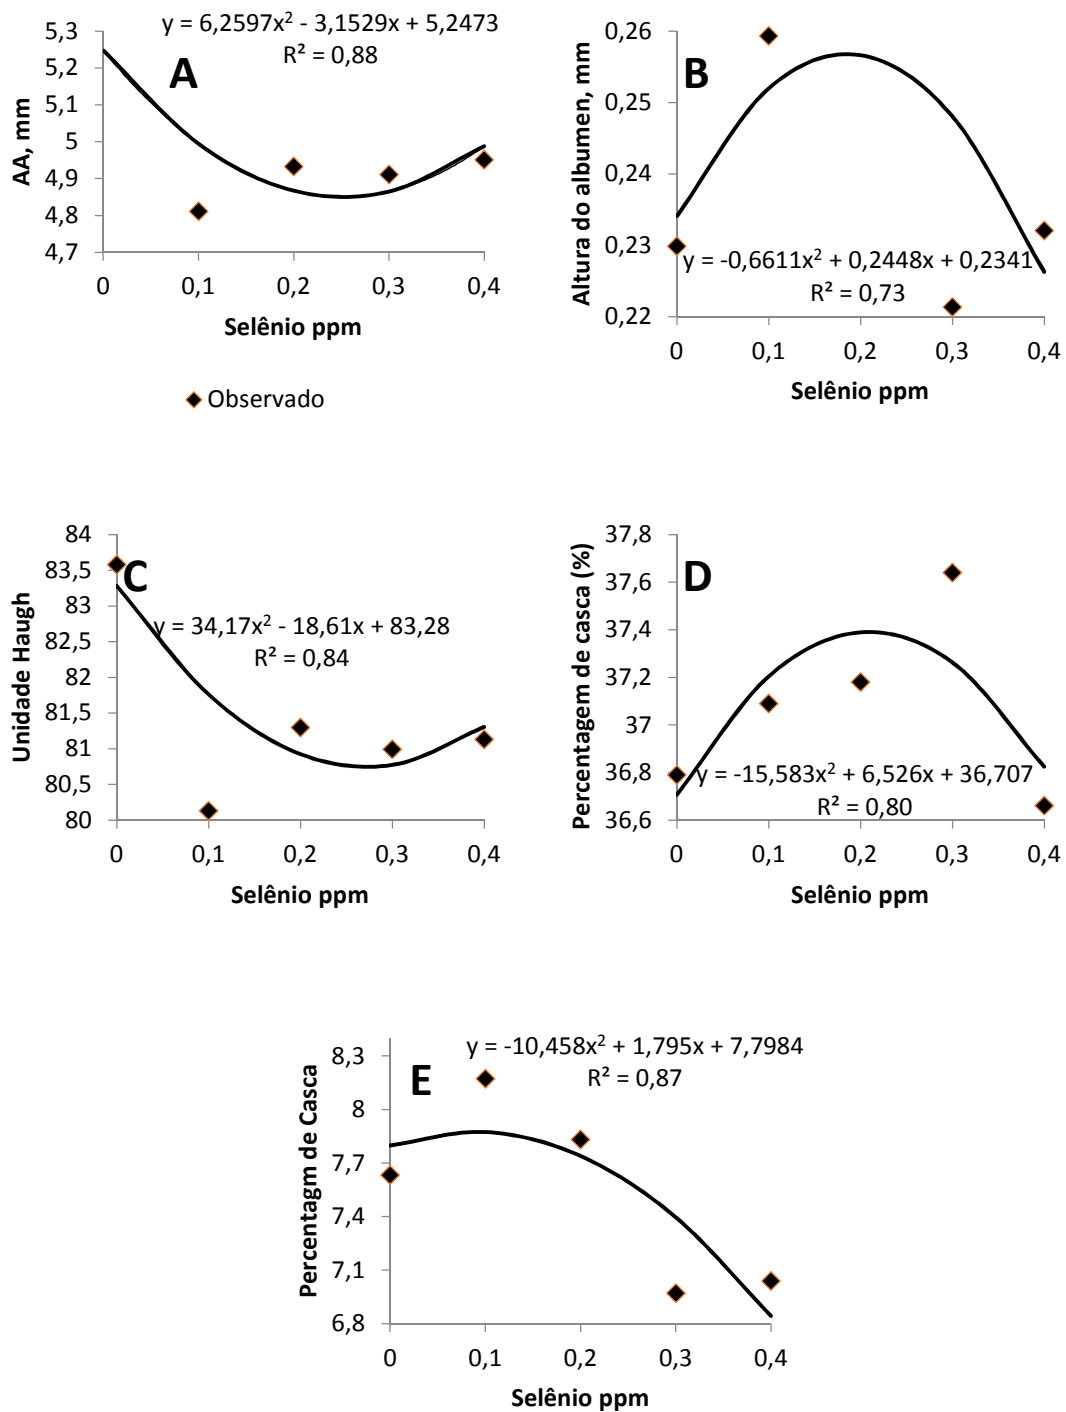 y = 6,2597x² - 3,1529x + 5,2473
R² = 0,88
A
AA, mm
5,3
5,2
5,1
5
4,9
4,8
4,7
0 0,1 0,2 0,3 0,4
Selênio ppm
Observado
B
Altura do albumen, mm
0,26
0,25
0,24
0,23
0,22
y = -0,6611x² + 0,2448x + 0,2341
R² = 0,73
0 0,1 0,2 0,3 0,4
Selênio ppm
C
Unidade Haugh
84
83,5
83
82,5
82
81,5
81
80,5
80
y = 34,17x² - 18,61x + 83,28
R² = 0,84
0 0,1 0,2 0,3 0,4
Selênio ppm
D
Percentagem de casca (%)
37,8
37,6
37,4
37,2
37
36,8
36,6
y = -15,583x² + 6,526x + 36,707
R² = 0,80
0 0,1 0,2 0,3 0,4
Selênio ppm
y = -10,458x² + 1,795x + 7,7984
R² = 0,87
E
Percentagm de Casca
8,3
8
7,7
7,4
7,1
6,8
0 0,1 0,2 0,3 0,4
Selênio ppm